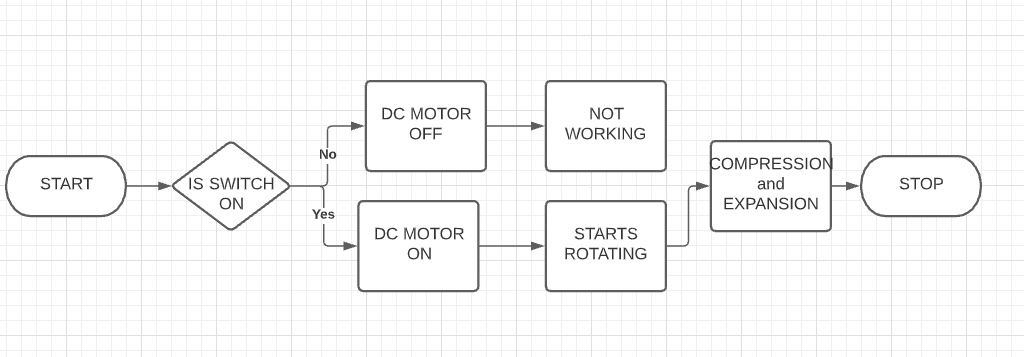 START
IS SWITCH
ON
No
DC MOTOR
OFF
NOT
WORKING
Yes
DC MOTOR
ON
STARTS
ROTATING
COMPRESSION
and
EXPANSION
STOP